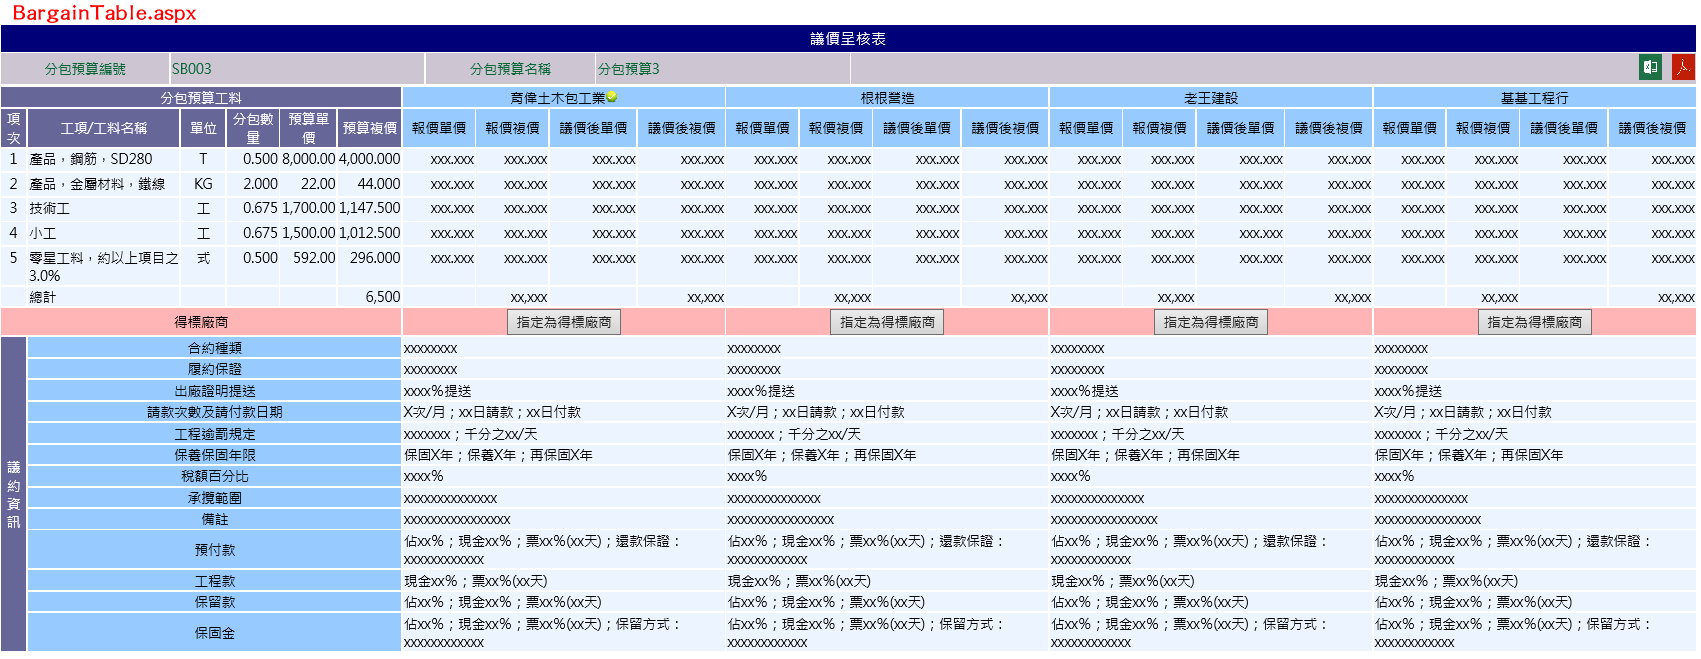 BargainTable.aspx
議價呈核表
分包預算編號 SB003 分包預算名稱 分包預算3
分包預算工料 育偉土木包工業 根根營造 老王建設 基基工程行
項次 工項/工料名稱 單位 分包數量 預算單價 預算複價 報價單價 報價複價 議價後單價 議價後複價 報價單價 報價複價 議價後單價 議價後複價 報價單價 報價複價 議價後單價 議價後複價 報價單價 報價複價 議價後單價 議價後複價
1 產品，鋼筋，SD280 T 0.500 8,000.00 4,000.000 xxx.xxx xxx.xxx xxx.xxx xxx.xxx xxx.xxx xxx.xxx xxx.xxx xxx.xxx xxx.xxx xxx.xxx xxx.xxx xxx.xxx xxx.xxx xxx.xxx xxx.xxx xxx.xxx
2 產品，金屬材料，鐵線 KG 2.000 22.00 44.000 xxx.xxx xxx.xxx xxx.xxx xxx.xxx xxx.xxx xxx.xxx xxx.xxx xxx.xxx xxx.xxx xxx.xxx xxx.xxx xxx.xxx xxx.xxx xxx.xxx xxx.xxx xxx.xxx
3 技術工 工 0.675 1,700.00 1,147.500 xxx.xxx xxx.xxx xxx.xxx xxx.xxx xxx.xxx xxx.xxx xxx.xxx xxx.xxx xxx.xxx xxx.xxx xxx.xxx xxx.xxx xxx.xxx xxx.xxx xxx.xxx xxx.xxx
4 小工 工 0.675 1,500.00 1,012.500 xxx.xxx xxx.xxx xxx.xxx xxx.xxx xxx.xxx xxx.xxx xxx.xxx xxx.xxx xxx.xxx xxx.xxx xxx.xxx xxx.xxx xxx.xxx xxx.xxx xxx.xxx xxx.xxx
5 零星工料，約以上項目之 式 0.500 592.00 296.000 xxx.xxx xxx.xxx xxx.xxx xxx.xxx xxx.xxx xxx.xxx xxx.xxx xxx.xxx xxx.xxx xxx.xxx xxx.xxx xxx.xxx xxx.xxx xxx.xxx xxx.xxx xxx.xxx
3.0%
總計 6,500 xx,xxx xx,xxx xx,xxx xx,xxx xx,xxx xx,xxx xx,xxx xx,xxx
得標廠商 指定為得標廠商 指定為得標廠商 指定為得標廠商 指定為得標廠商
議約資訊
合約種類 xxxxxxxx xxxxxxxx xxxxxxxx xxxxxxxx
履約保證 xxxxxxxx xxxxxxxx xxxxxxxx xxxxxxxx
出廠證明提送 xxxx%提送 xxxx%提送 xxxx%提送 xxxx%提送
請款次數及請付款日期 X次/月；xx日請款；xx日付款 X次/月；xx日請款；xx日付款 X次/月；xx日請款；xx日付款 X次/月；xx日請款；xx日付款
工程逾罰規定 xxxxxxx；千分之xx/天 xxxxxxx；千分之xx/天 xxxxxxx；千分之xx/天 xxxxxxx；千分之xx/天
保養保固年限 保固X年；保養X年；再保固X年 保固X年；保養X年；再保固X年 保固X年；保養X年；再保固X年 保固X年；保養X年；再保固X年
稅額百分比 xxxx% xxxx% xxxx% xxxx%
承攬範圍 xxxxxxxxxxxxxx xxxxxxxxxxxxxx xxxxxxxxxxxxxx xxxxxxxxxxxxxx
備註 xxxxxxxxxxxxxxxx xxxxxxxxxxxxxxxx xxxxxxxxxxxxxxxx xxxxxxxxxxxxxxxx
預付款 佔xx%；現金xx%；票xx%(xx天)；還款保證： 佔xx%；現金xx%；票xx%(xx天)；還款保證： 佔xx%；現金xx%；票xx%(xx天)；還款保證： 佔xx%；現金xx%；票xx%(xx天)；還款保證：
xxxxxxxxxxxx xxxxxxxxxxxx xxxxxxxxxxxx xxxxxxxxxxxx
工程款 現金xx%；票xx%(xx天) 現金xx%；票xx%(xx天) 現金xx%；票xx%(xx天) 現金xx%；票xx%(xx天)
保留款 佔xx%；現金xx%；票xx%(xx天) 佔xx%；現金xx%；票xx%(xx天) 佔xx%；現金xx%；票xx%(xx天) 佔xx%；現金xx%；票xx%(xx天)
保固金 佔xx%；現金xx%；票xx%(xx天)；保留方式： 佔xx%；現金xx%；票xx%(xx天)；保留方式： 佔xx%；現金xx%；票xx%(xx天)；保留方式： 佔xx%；現金xx%；票xx%(xx天)；保留方式：
xxxxxxxxxxxx xxxxxxxxxxxx xxxxxxxxxxxx xxxxxxxxxxxx